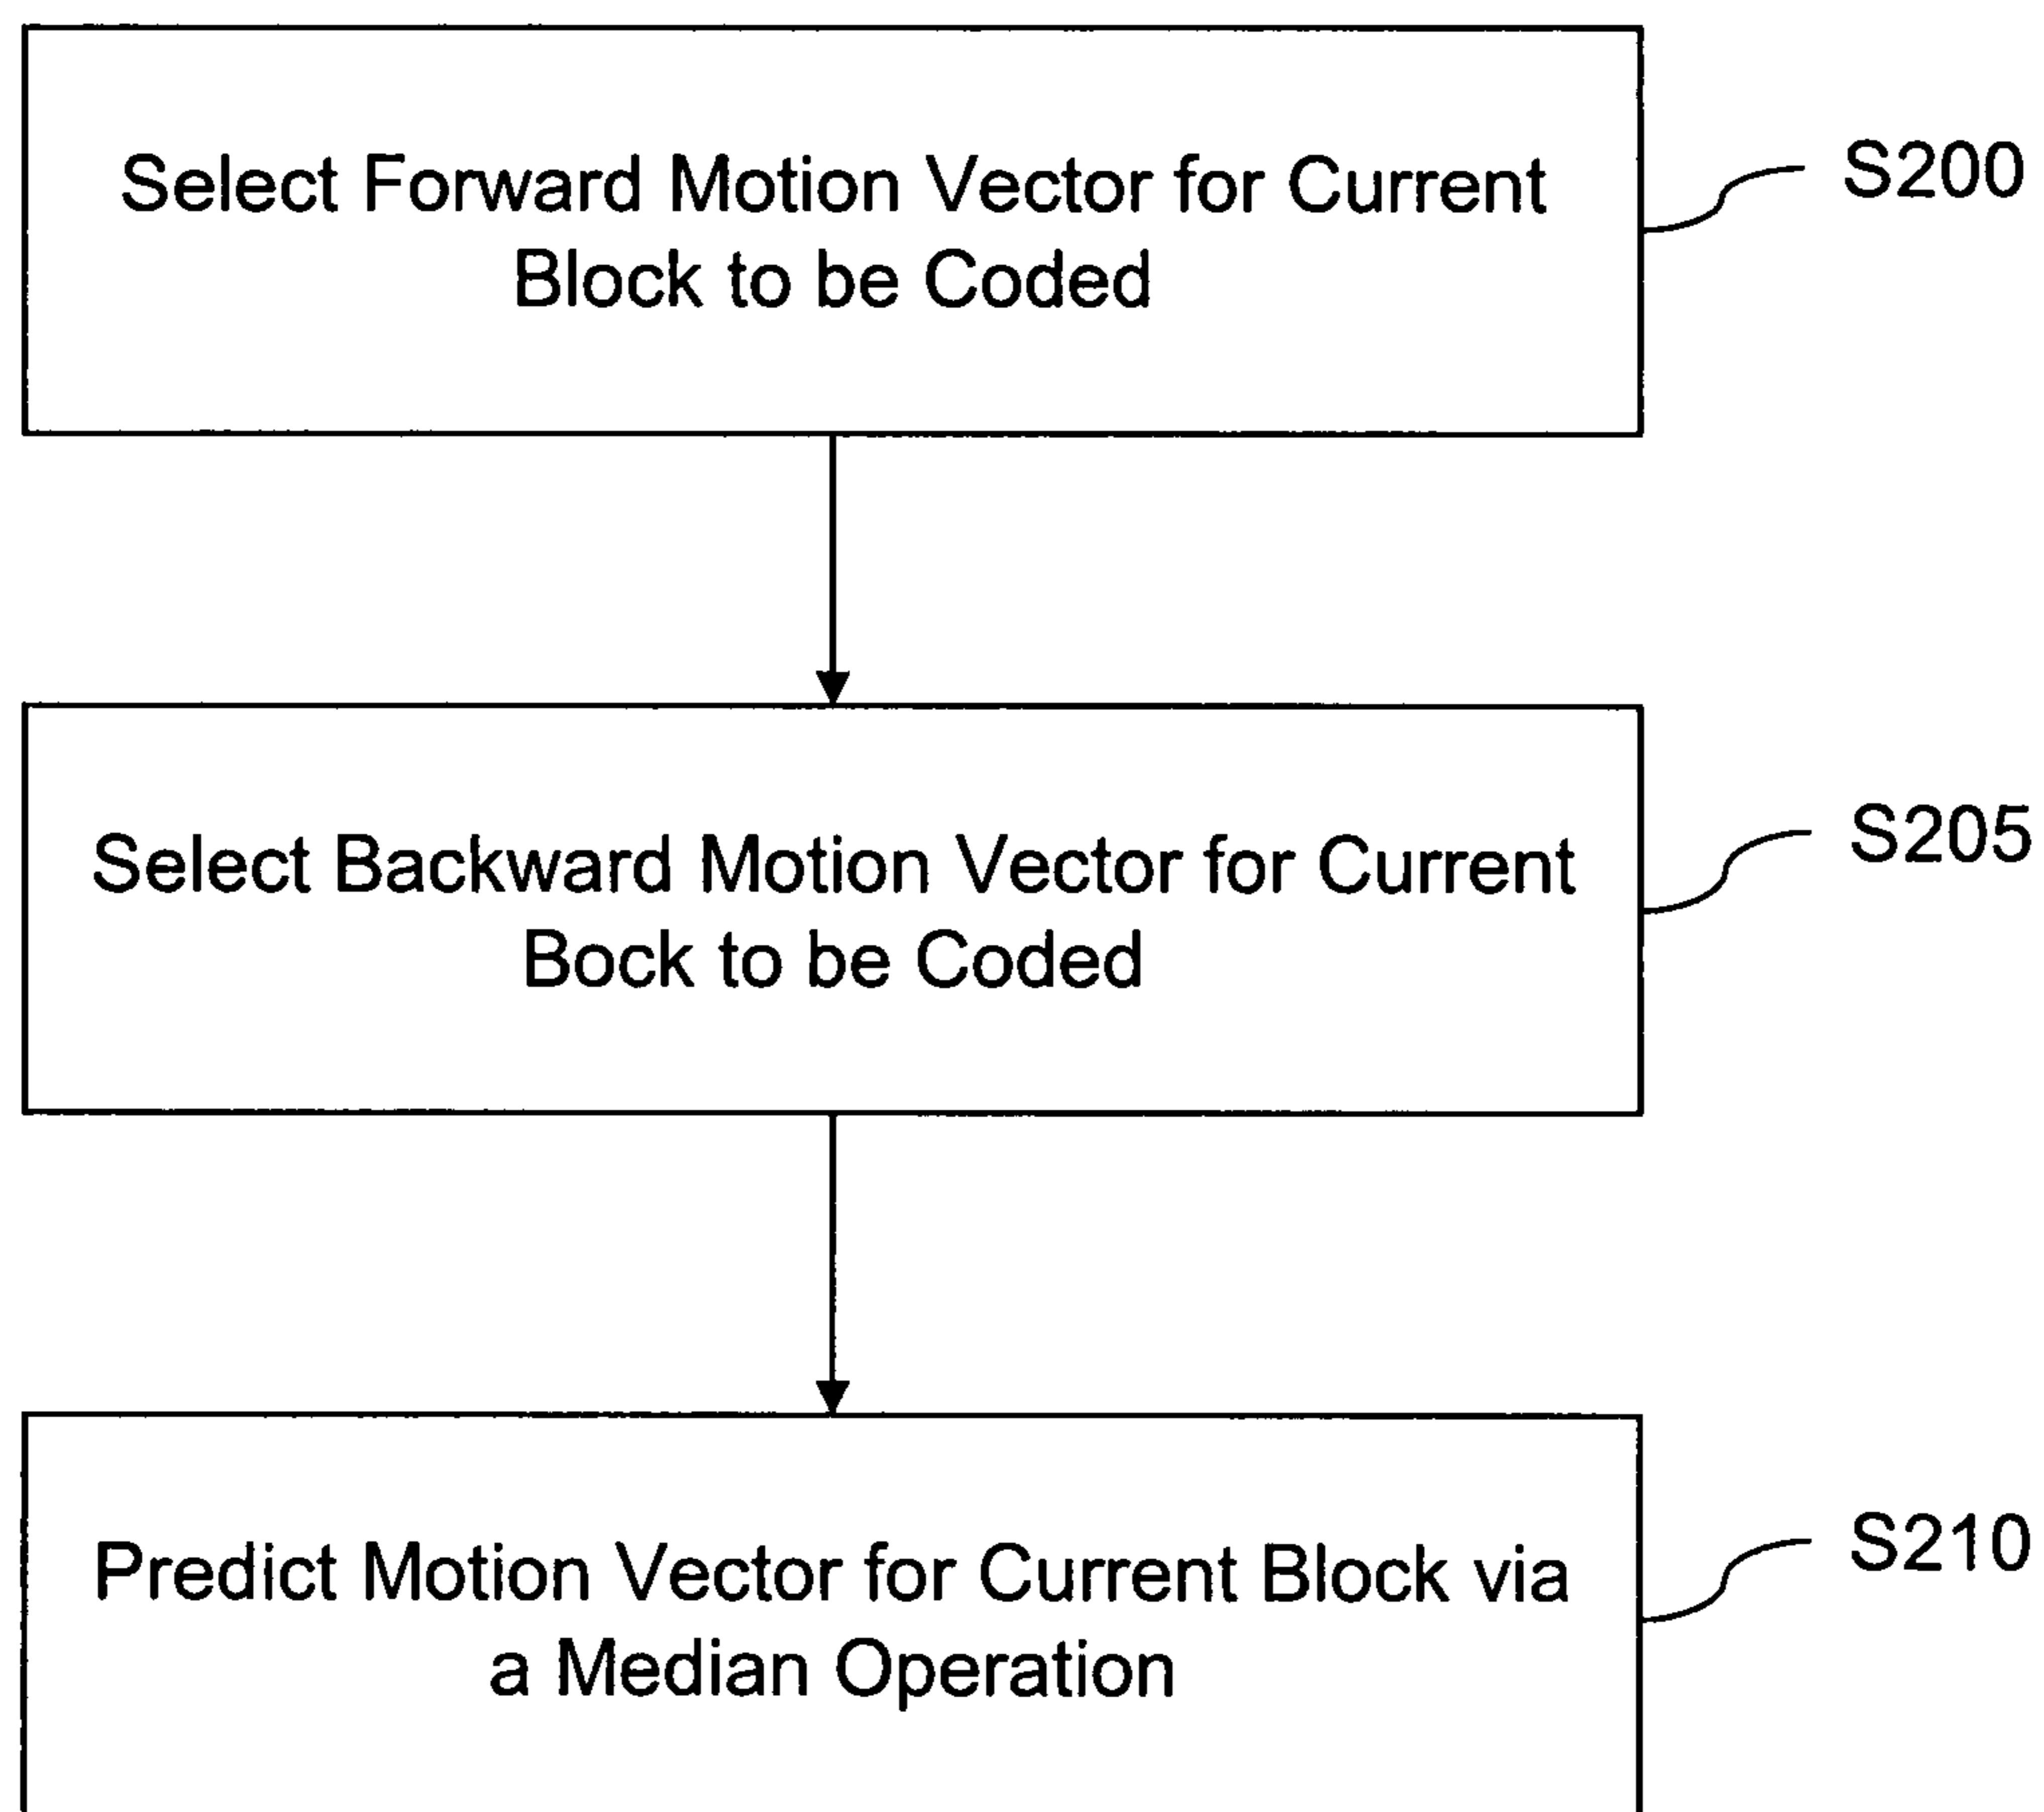 Select Forward Motion Vector for Current
Block to be Coded
S200
Select Backward Motion Vector for Current
Bock to be Coded
S205
Predict Motion Vector for Current Block via
a Median Operation
S210